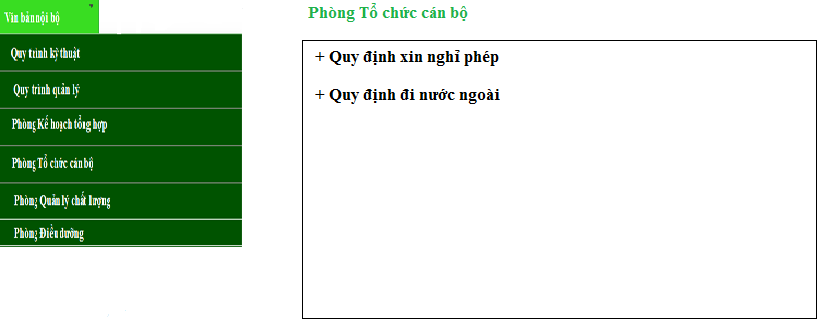 Văn bản nội bộ
Quy trình kỹ thuật
Quy trình quản lý
Phòng Kế hoạch tổng hợp
Phòng Tổ chức cán bộ
Phòng Quản lý chất lượng
Phòng Điều dưỡng
Phòng Tổ chức cán bộ
+ Quy định xin nghỉ phép
+ Quy định đi nước ngoài